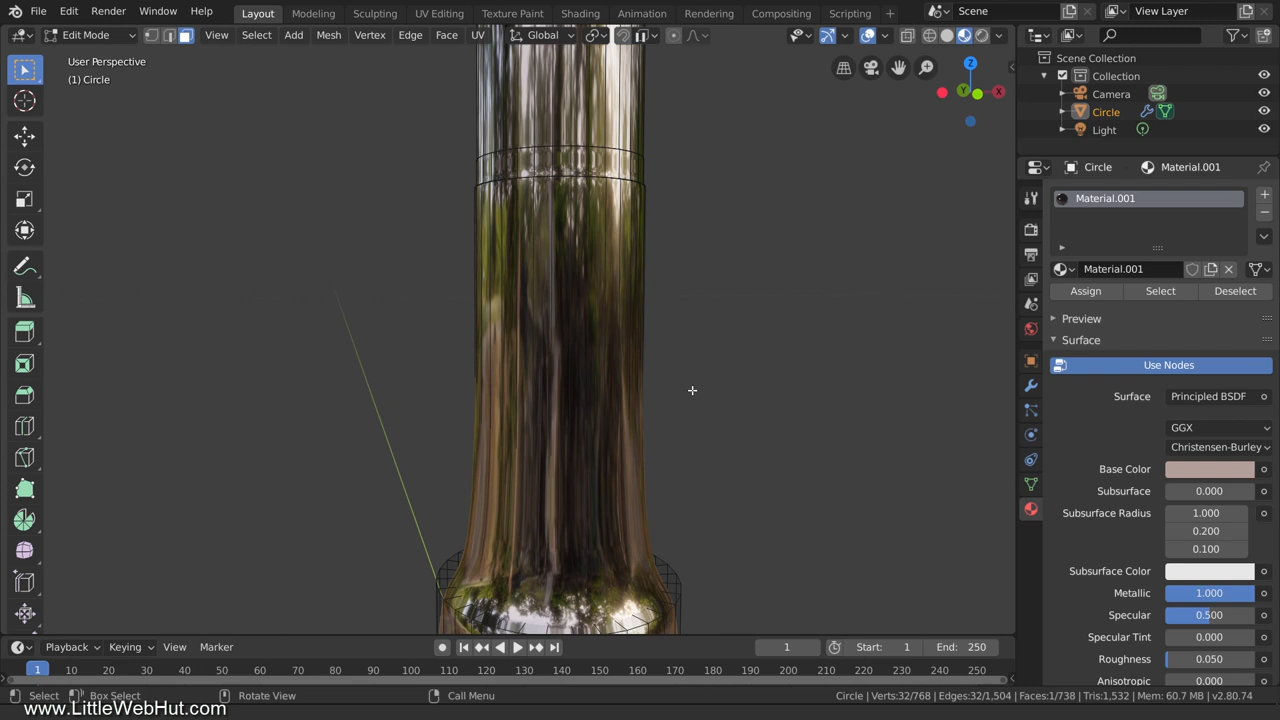 File Edit Render Window Help Layout Modeling Sculpting UV Editing Texture Paint Shading Animation Rendering Compositing Scripting Scene View Layer
Edit Mode View Select Add Mesh Vertex Edge Face UV Global
User Perspective
(1) Circle
Z
Y
X
Scene Collection
Collection
Camera
Circle
Light
Circle Material.001
Material.001
Material.001
Assign Select Deselect
Preview
Surface
Use Nodes
Surface Principled BSDF
GGX
Christensen-Burley
Base Color
Subsurface 0.000
Subsurface Radius 1.000
0.200
0.100
Subsurface Color
Metallic 1.000
Specular 0.500
Specular Tint 0.000
Roughness 0.050
Anisotropic 0.000
Playback Keying View Marker 1 Start: 1 End: 250
1 10 20 30 40 50 60 70 80 90 100 110 120 130 140 150 160 170 180 190 200 210 220 230 240 250
Select Box Select Rotate View Call Menu Circle | Verts:32/768 | Edges:32/1,504 | Faces:1/738 | Tris:1,532 | Mem: 60.7 MB | v2.80.74
www.LittleWebHut.com